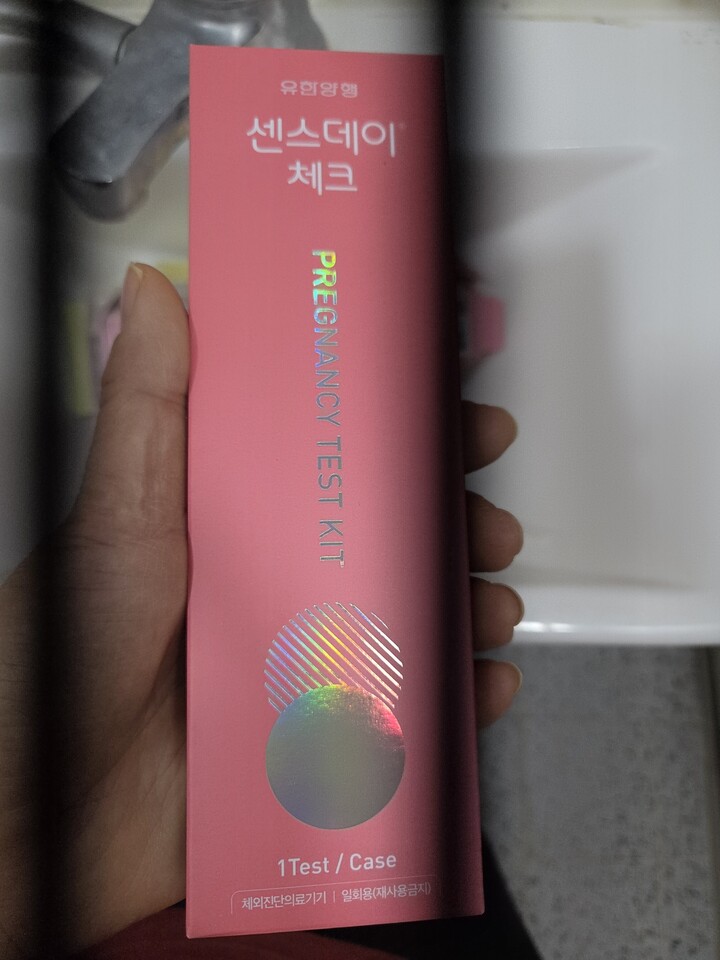 유한양행
센스데이®
체크
PREGNANCY TEST KIT
1Test / Case
체외진단의료기기 | 일회용(재사용금지)